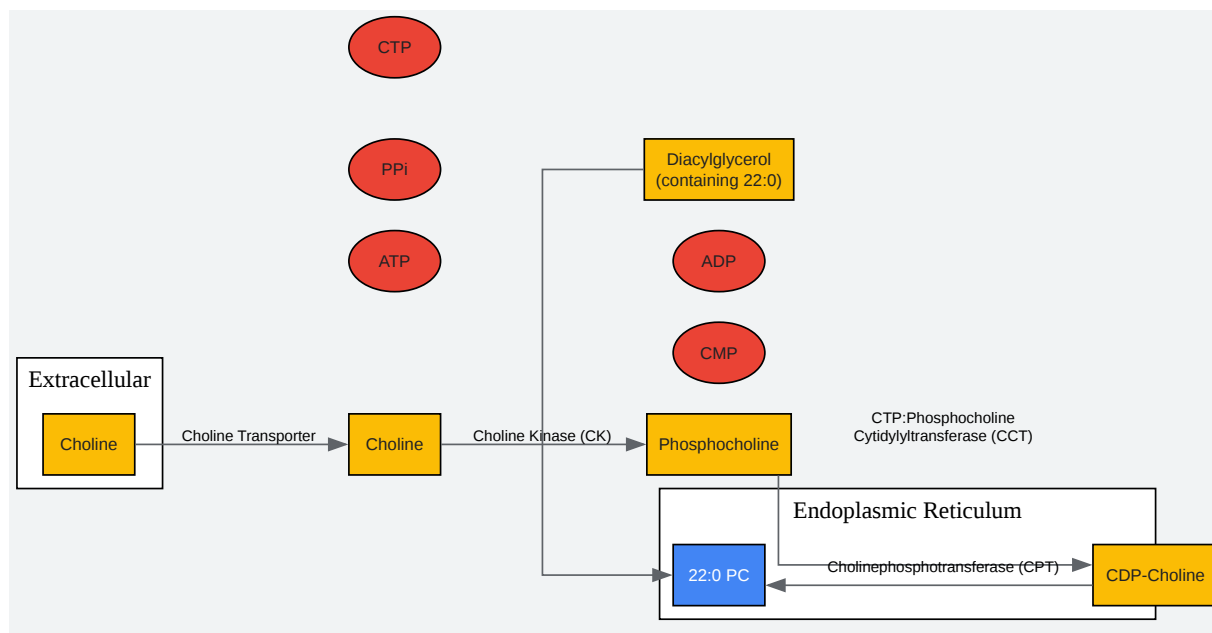 CTP
PPi
Diacylglycerol
(containing 22:0)
ATP
ADP
CMP
Extracellular
Choline
Choline Transporter
Choline
Choline Kinase (CK)
Phosphocholine
CTP:Phosphocholine
Cytidylyltransferase (CCT)
Endoplasmic Reticulum
22:0 PC
Cholinephosphotransferase (CPT)
CDP-Choline